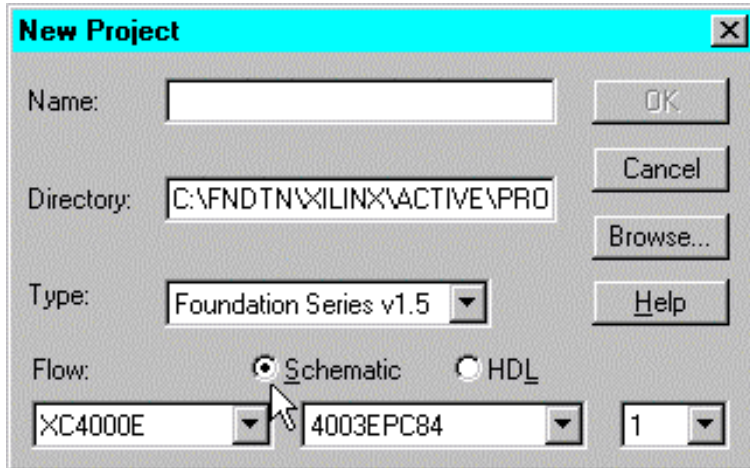 New Project
Name:
OK
Directory:
C:\FNDTN\XILINX\ACTIVE\PRO
Cancel
Browse...
Type:
Foundation Series v1.5
Help
Flow:
Schematic
HDL
XC4000E
4003EPC84
1